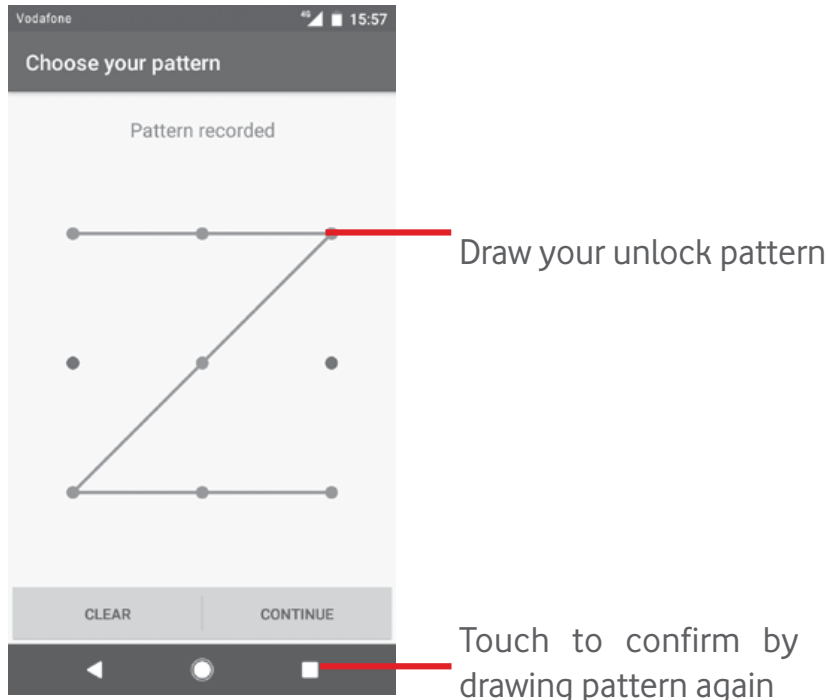 Vodafone 4G 15:57
Choose your pattern
Pattern recorded
Draw your unlock pattern
CLEAR CONTINUE
Touch to confirm by
drawing pattern again